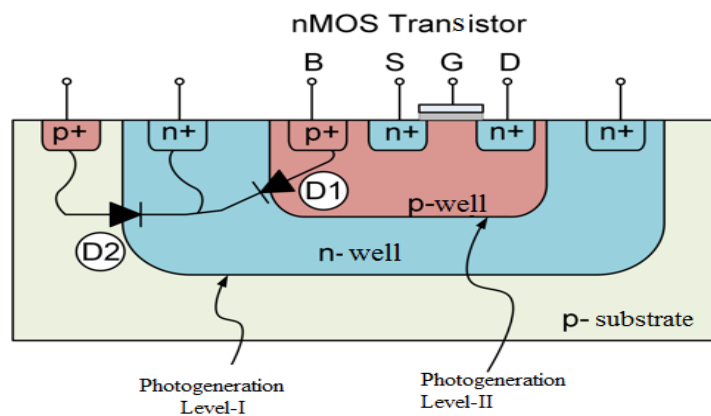 nMOS Transistor
B S G D
p+ n+ p+ n+ n+ n+
D1
p-well
D2
n- well
p- substrate
Photogeneration
Level-I
Photogeneration
Level-II